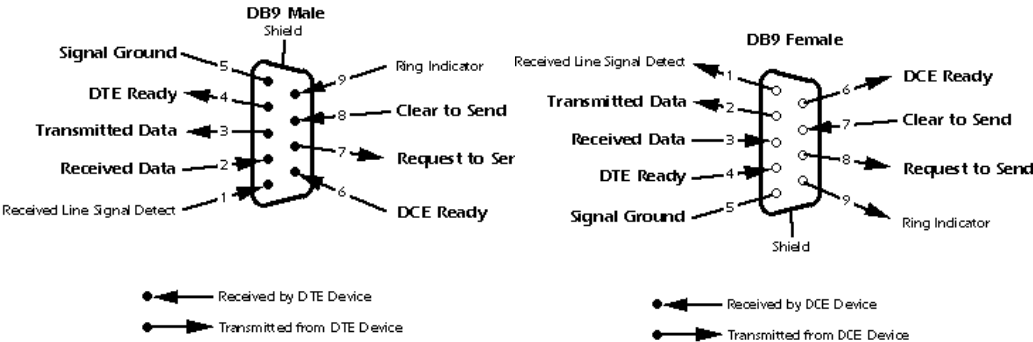 DB9 Male
Shield
Signal Ground
5
9
Ring Indicator
DTE Ready
4
8
Clear to Send
Transmitted Data
3
7
Request to Ser
Received Data
2
6
DCE Ready
Received Line Signal Detect
1
Received by DTE Device
Transmitted from DTE Device
DB9 Female
Received Line Signal Detect
1
6
DCE Ready
Transmitted Data
2
7
Clear to Send
Received Data
3
8
Request to Send
DTE Ready
4
9
Ring Indicator
Signal Ground
5
Shield
Received by DCE Device
Transmitted from DCE Device